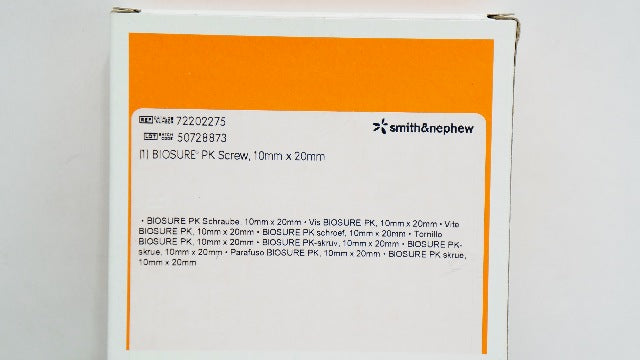 REF 72202275
LOT 50728873
smith&nephew
(1) BIOSURE® PK Screw, 10mm x 20mm
• BIOSURE PK Schraube, 10mm x 20mm • Vis BIOSURE PK, 10mm x 20mm • Vite
BIOSURE PK, 10mm x 20mm • BIOSURE PK schroef, 10mm x 20mm • Tornillo
BIOSURE PK, 10mm x 20mm • BIOSURE PK-skruv, 10mm x 20mm • BIOSURE PK-
skrue, 10mm x 20mm • Parafuso BIOSURE PK, 10mm x 20mm • BIOSURE PK skrue,
10mm x 20mm